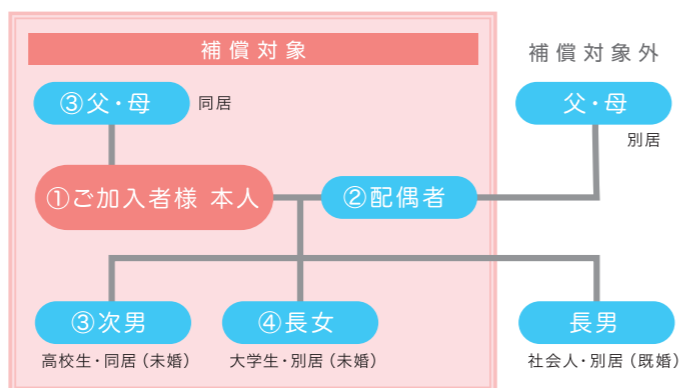 補償対象
補償対象外
③父・母
同居
父・母
別居
①ご加入者様 本人
②配偶者
③次男
④長女
長男
高校生・同居（未婚）
大学生・別居（未婚）
社会人・別居（既婚）